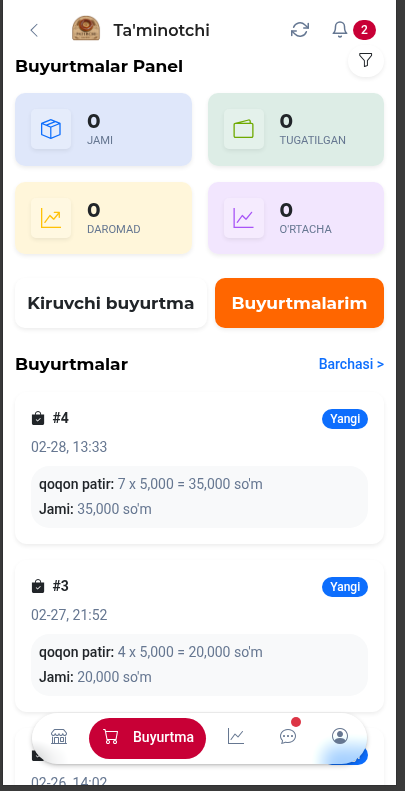 Ta'minotchi
2
Buyurtmalar Panel
0
JAMI
0
TUGATILGAN
0
DAROMAD
0
O'RTACHA
Kiruvchi buyurtma
Buyurtmalarim
Buyurtmalar
Barchasi >
#4
Yangi
02-28, 13:33
qoqon patir: 7 x 5,000 = 35,000 so'm
Jami: 35,000 so'm
#3
Yangi
02-27, 21:52
qoqon patir: 4 x 5,000 = 20,000 so'm
Jami: 20,000 so'm
Buyurtma
02-26, 14:02